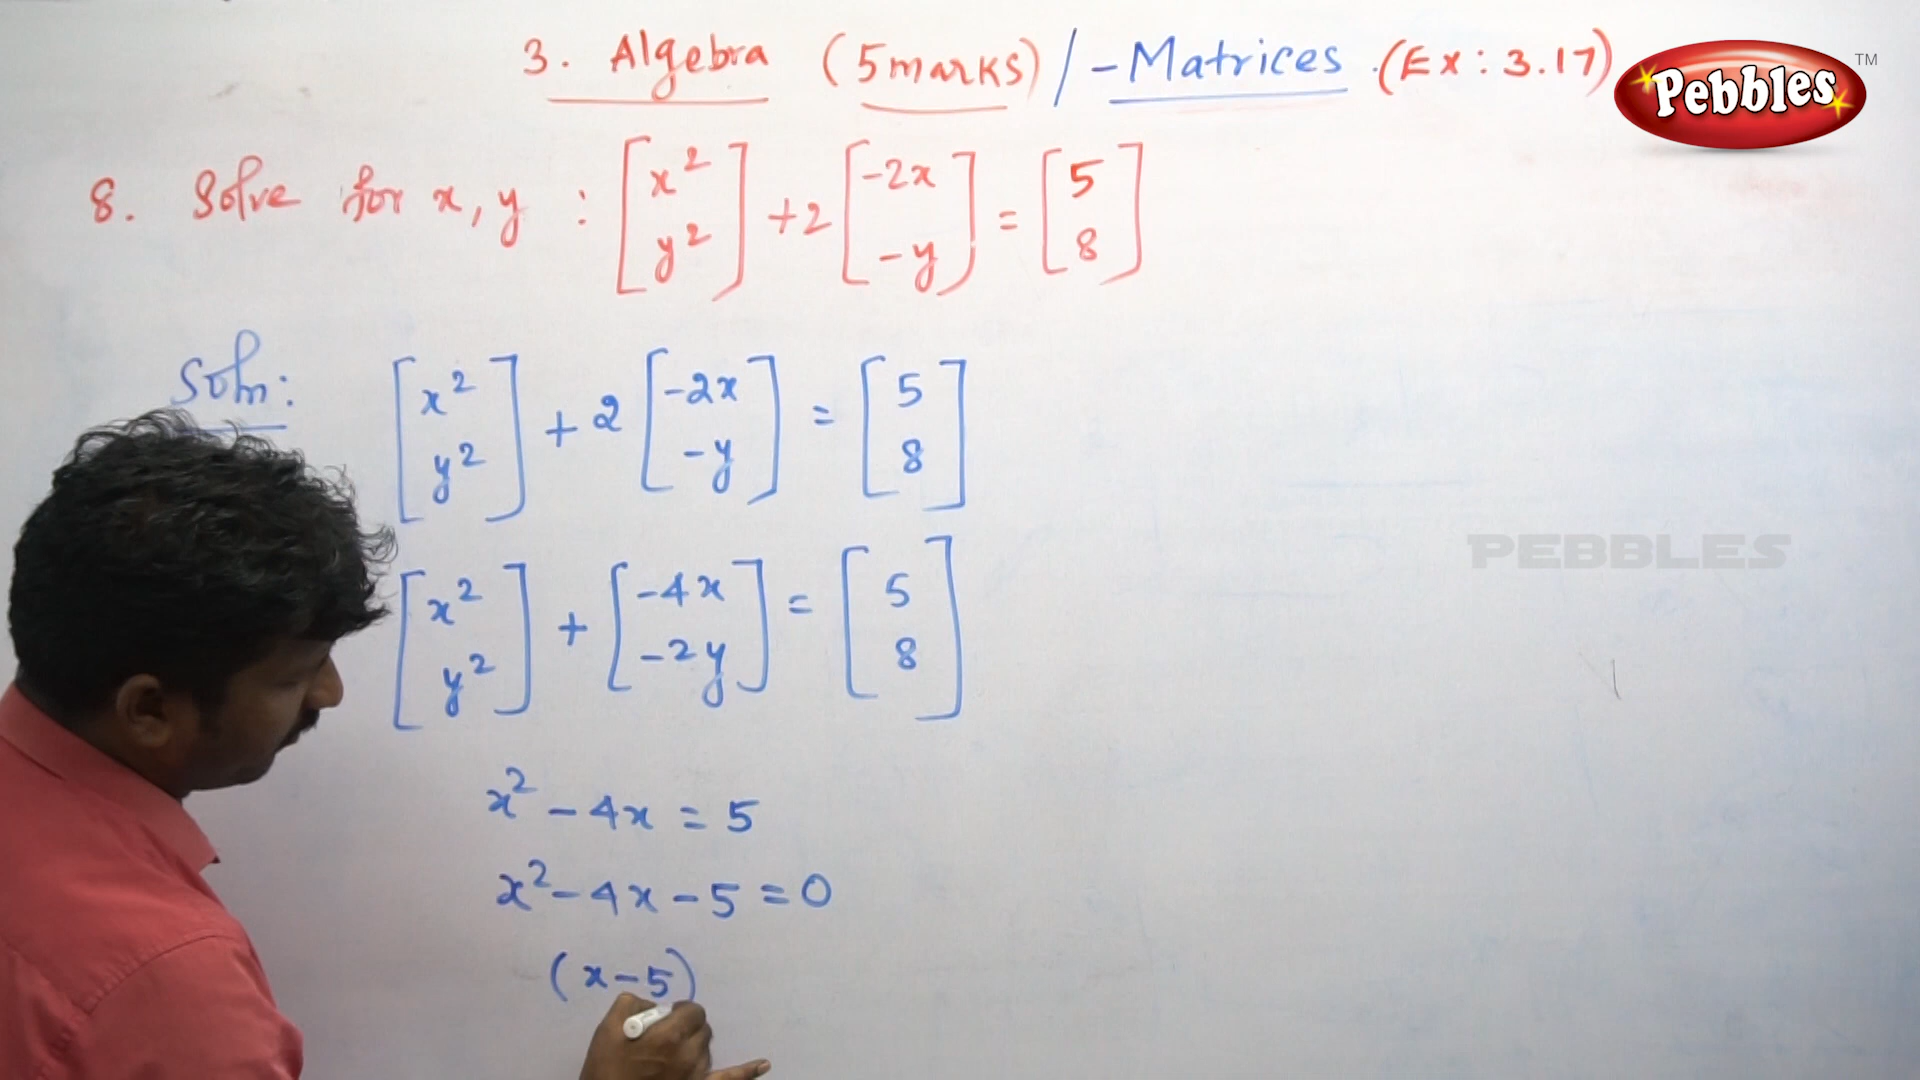 3. Algebra (5marks) / - Matrices . (Ex : 3.17)
Pebbles TM
8. Solve for x, y : [x² y²] + 2 [-2x -y] = [5 8]
Soln:
[x² y²] + 2 [-2x -y] = [5 8]
[x² y²] + [-4x -2y] = [5 8]
PEBBLES
x² - 4x = 5
x² - 4x - 5 = 0
(x - 5)